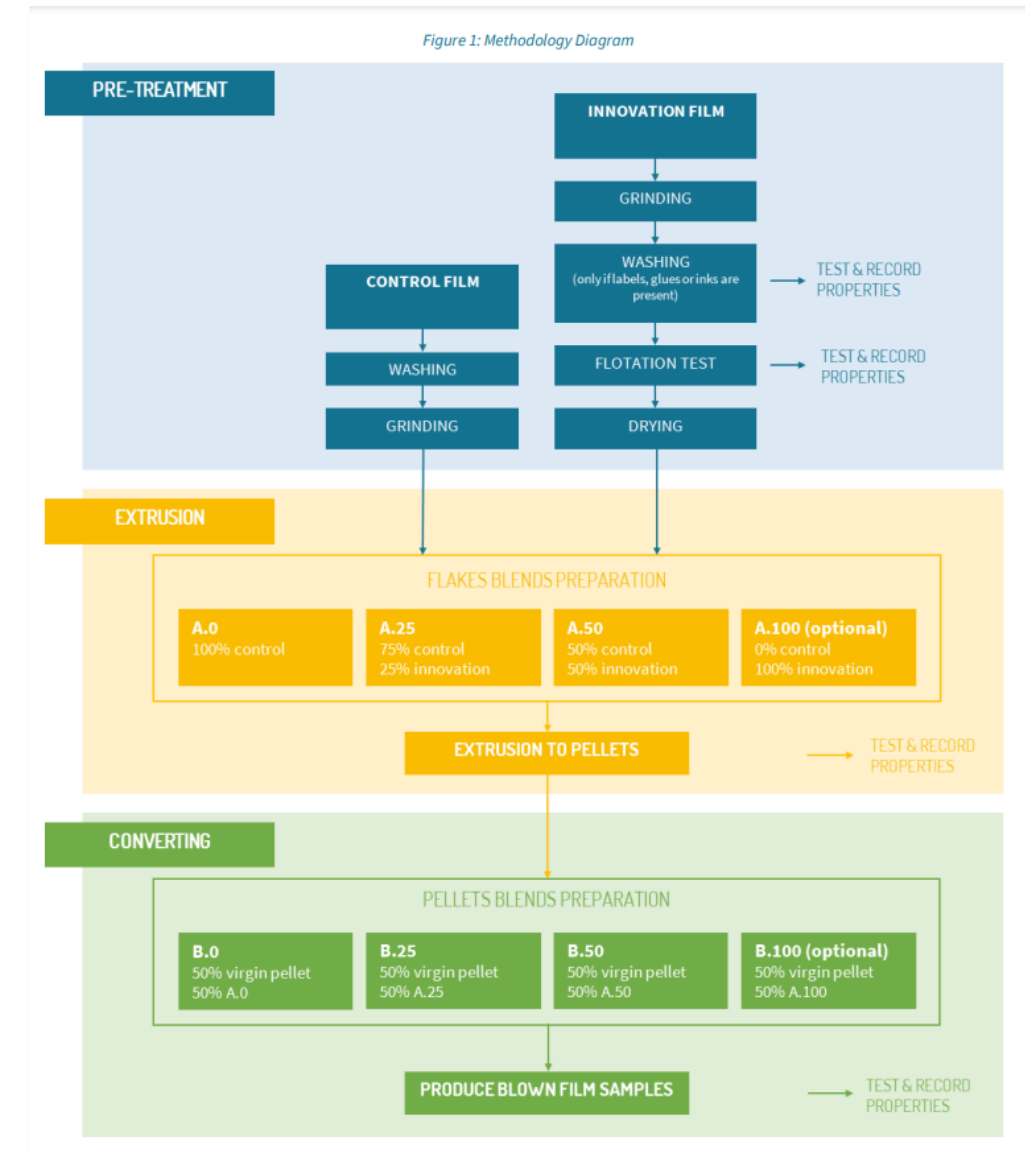 Figure 1: Methodology Diagram
PRE-TREATMENT
INNOVATION FILM
GRINDING
WASHING
(only if labels, glues or inks are
present)
TEST & RECORD
PROPERTIES
CONTROL FILM
WASHING
FLOTATION TEST
TEST & RECORD
PROPERTIES
GRINDING
DRYING
EXTRUSION
FLAKES BLENDS PREPARATION
A.0
100% control
A.25
75% control
25% innovation
A.50
50% control
50% innovation
A.100 (optional)
0% control
100% innovation
EXTRUSION TO PELLETS
TEST & RECORD
PROPERTIES
CONVERTING
PELLETS BLENDS PREPARATION
B.0
50% virgin pellet
50% A.0
B.25
50% virgin pellet
50% A.25
B.50
50% virgin pellet
50% A.50
B.100 (optional)
50% virgin pellet
50% A.100
PRODUCE BLOWN FILM SAMPLES
TEST & RECORD
PROPERTIES